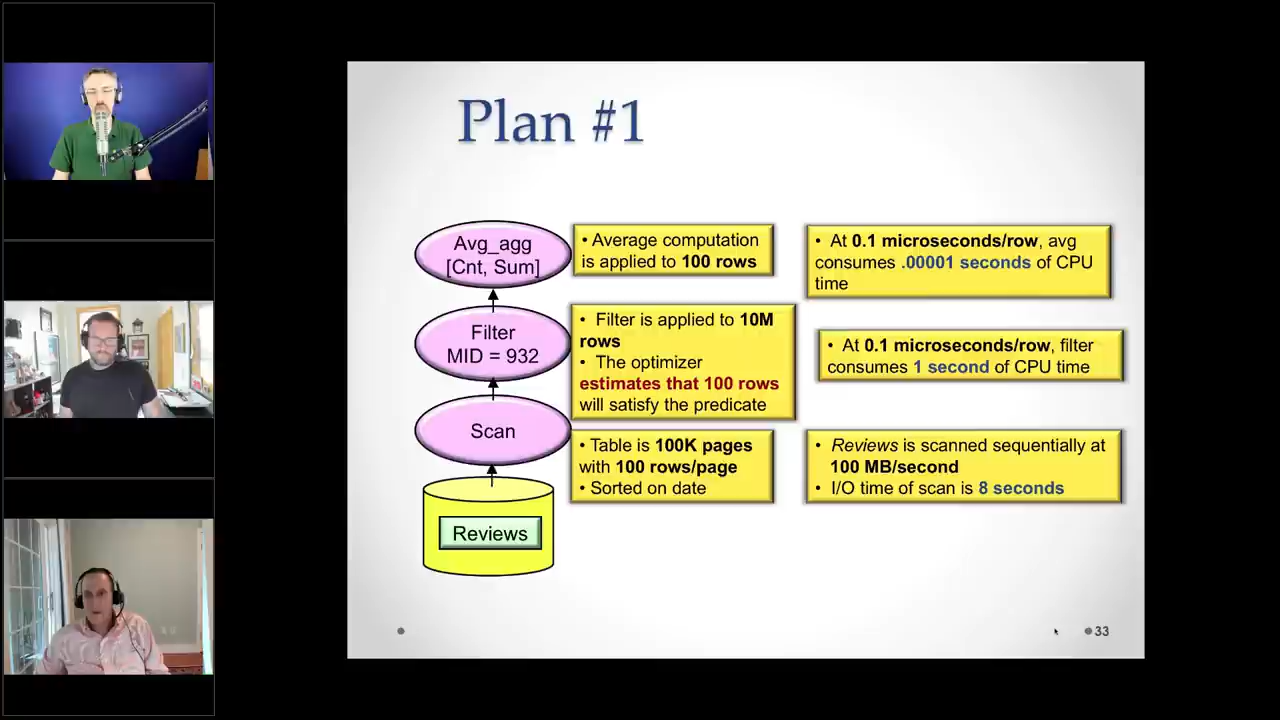 Plan #1
Avg_agg
[Cnt, Sum]
• Average computation
is applied to 100 rows
• At 0.1 microseconds/row, avg
consumes .00001 seconds of CPU
time
Filter
MID = 932
• Filter is applied to 10M
rows
• The optimizer
estimates that 100 rows
will satisfy the predicate
• At 0.1 microseconds/row, filter
consumes 1 second of CPU time
Scan
• Table is 100K pages
with 100 rows/page
• Sorted on date
• Reviews is scanned sequentially at
100 MB/second
• I/O time of scan is 8 seconds
Reviews
33